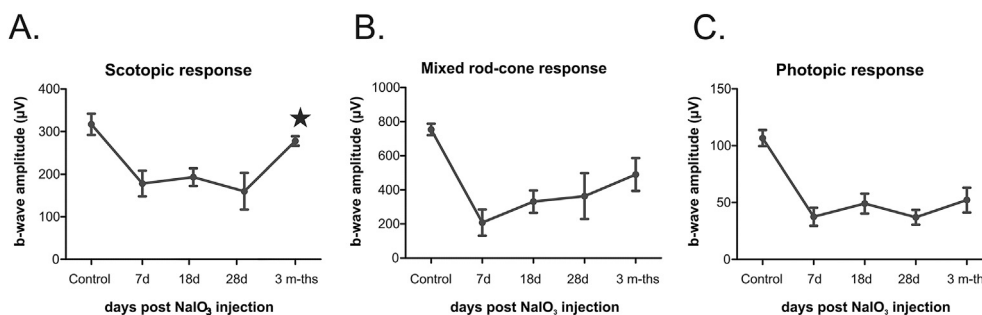 A.
Scotopic response
b-wave amplitude (µV)
400
300
200
100
0
Control 7d 18d 28d 3 m-ths
days post NaIO₃ injection
B.
Mixed rod-cone response
b-wave amplitude (µV)
1000
800
600
400
200
0
Control 7d 18d 28d 3 m-ths
days post NaIO₃ injection
C.
Photopic response
b-wave amplitude (µV)
150
100
50
0
Control 7d 18d 28d 3 m-ths
days post NaIO₃ injection